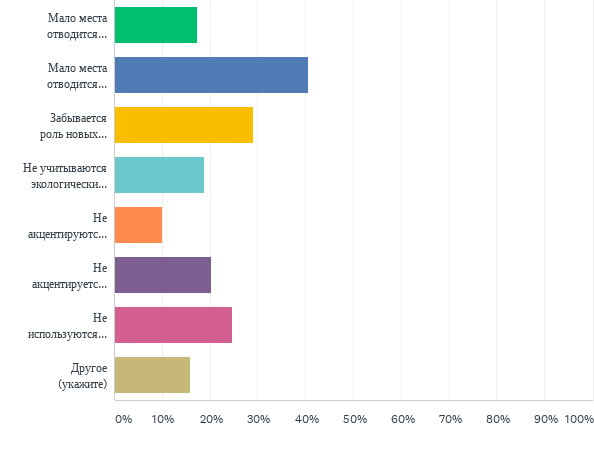 Мало места
отводится...
Мало места
отводится...
Забывается
роль новых...
Не учитываются
экологически...
Не
акцентируютс...
Не
акцентируетс...
Не
используются...
Другое
(укажите)
0% 10% 20% 30% 40% 50% 60% 70% 80% 90% 100%